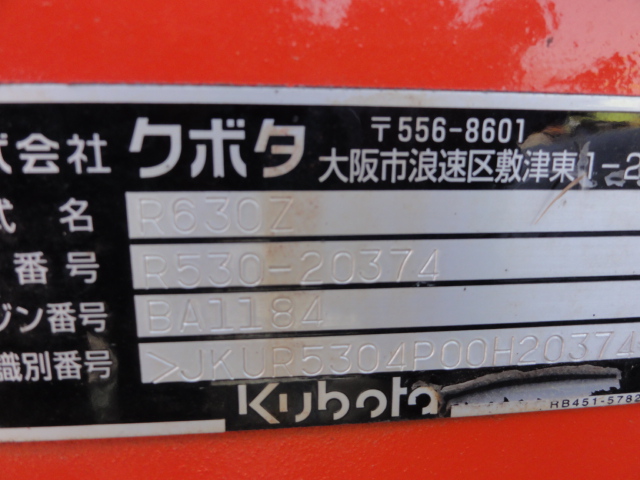 式会社 クボタ 〒556-8601
大阪市浪速区敷津東1-2
式名 R630Z
番号 R530-20374
ジン番号 BA1184
識別番号 >JKUR5304P00H20374
Kubota
RB451-5782